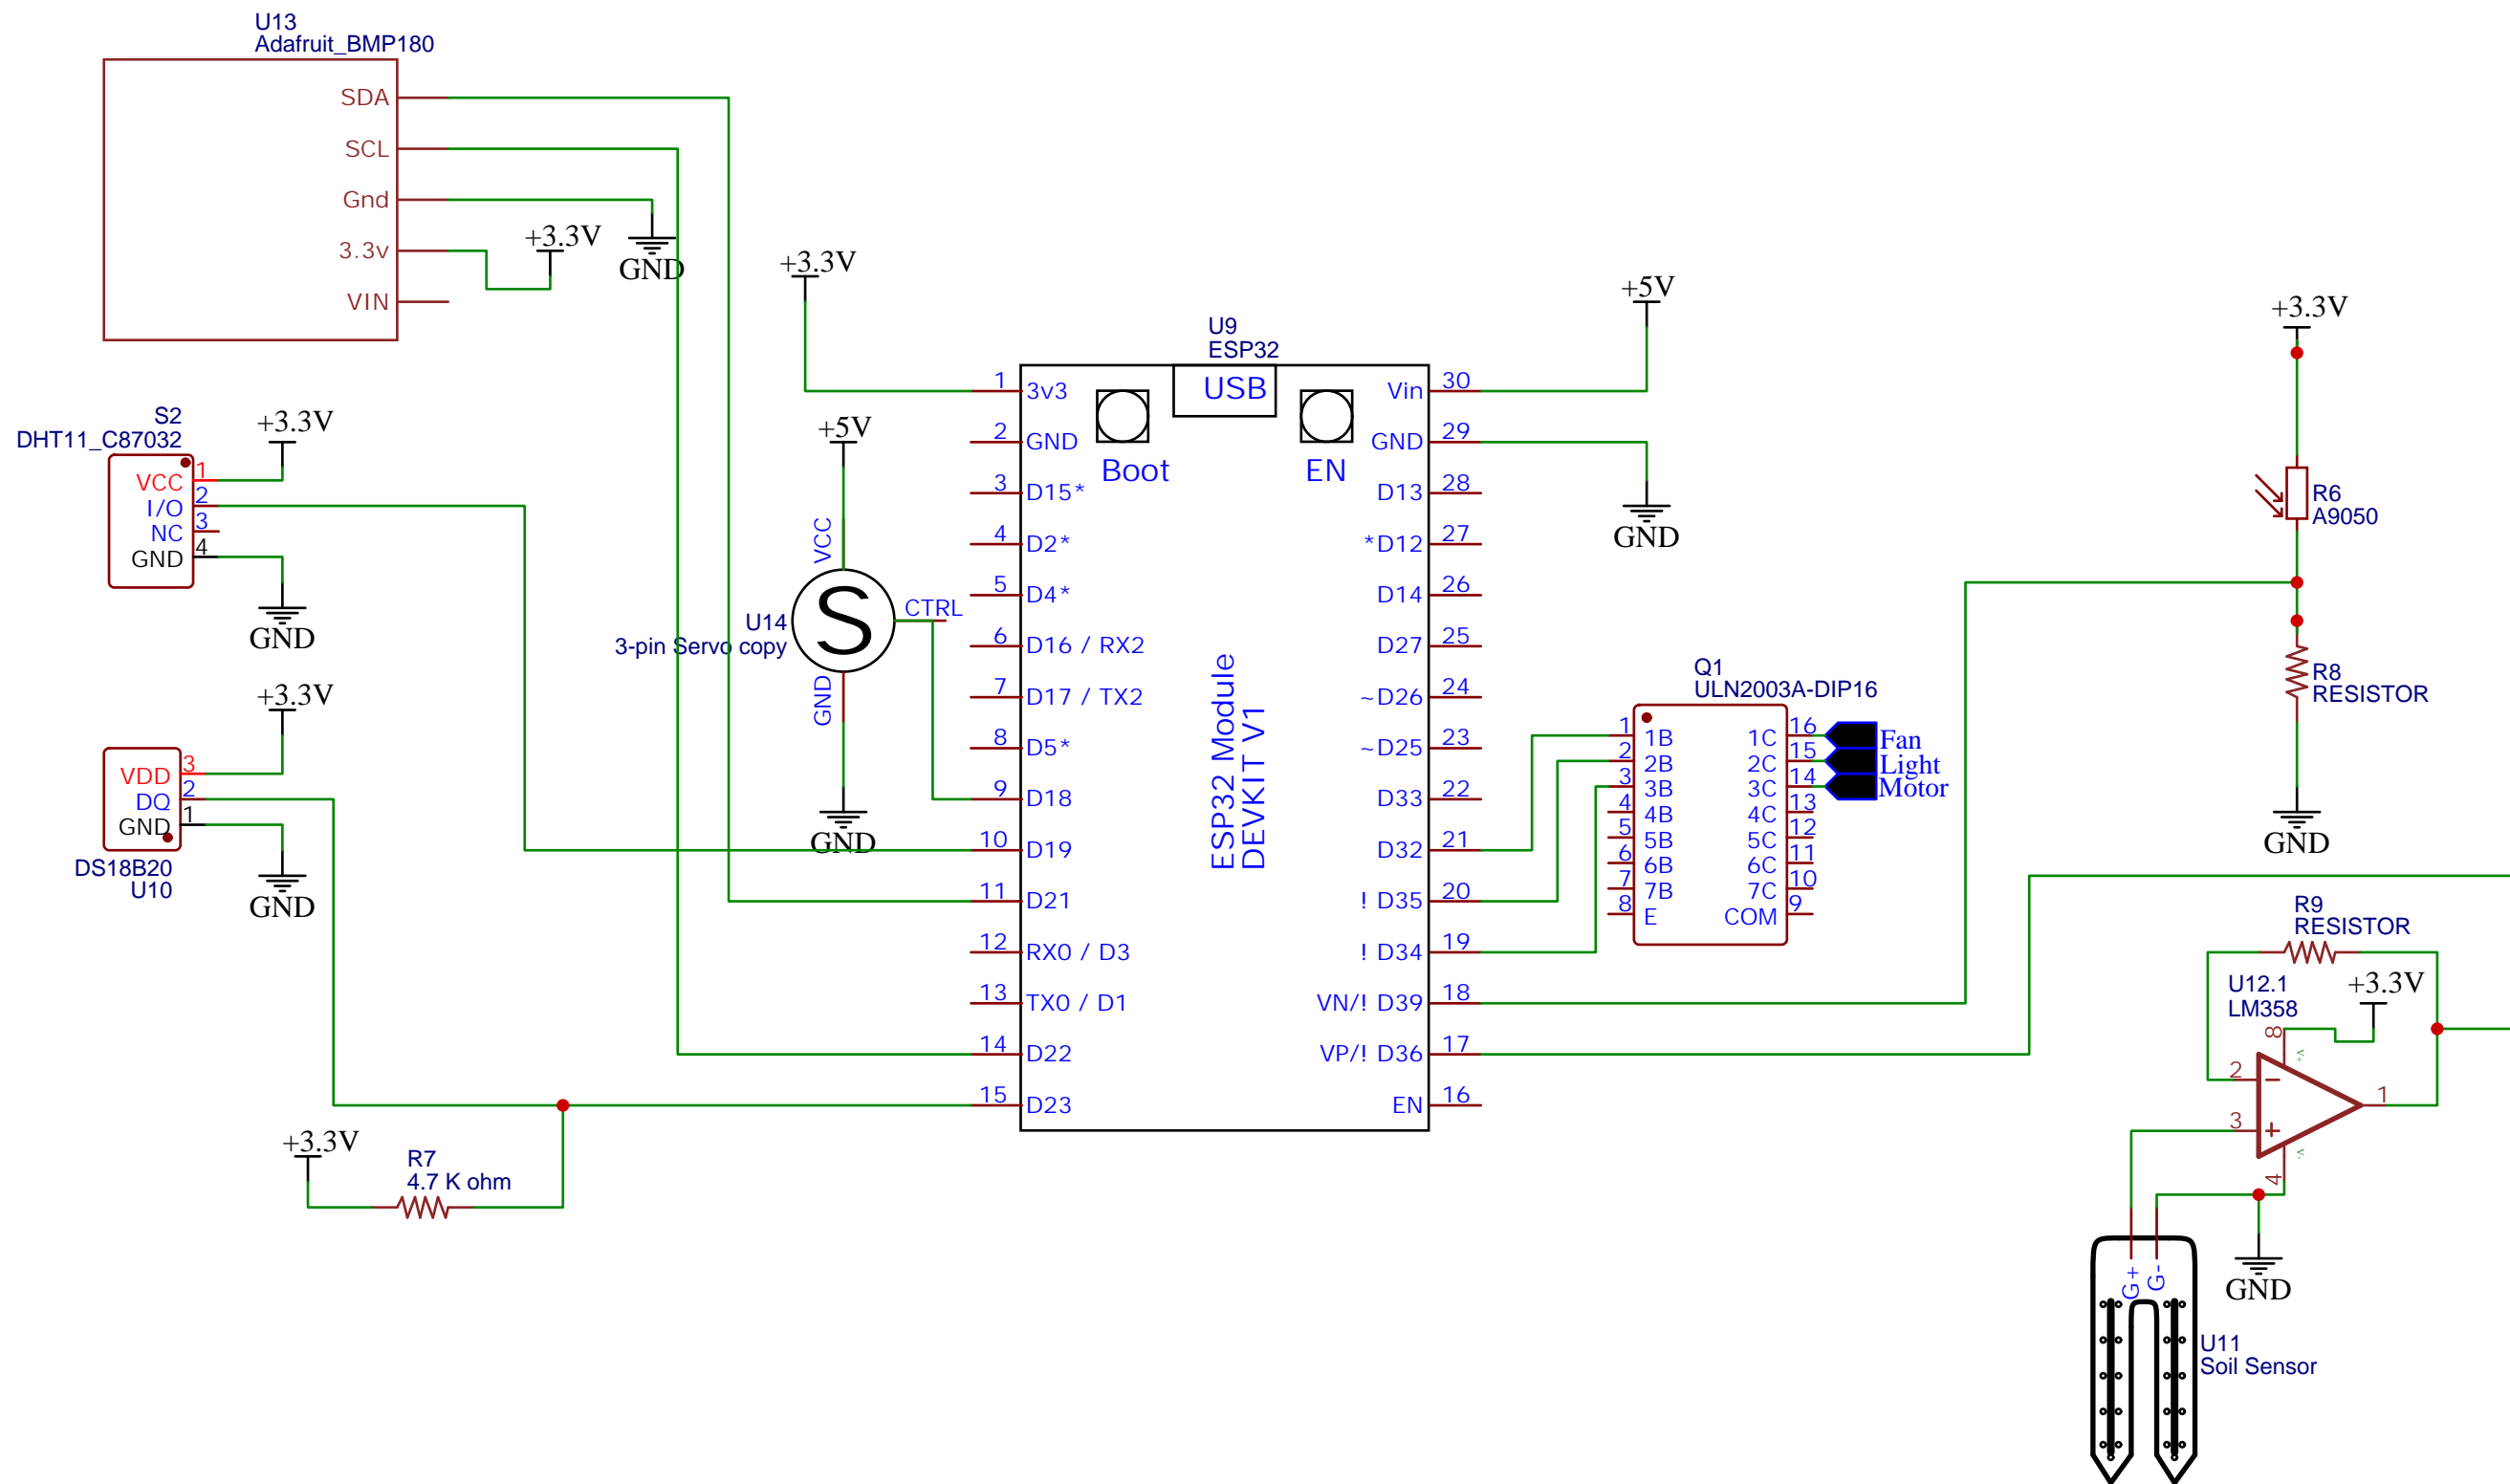 U13
Adafruit_BMP180
SDA
SCL
Gnd
3.3v
VIN
+3.3V
GND
S2
DHT11_C87032
VCC 1
I/O 2
NC 3
GND 4
+3.3V
GND
+3.3V
VDD 3
DQ 2
GND 1
DS18B20
U10
GND
+3.3V
R7
4.7 K ohm
+3.3V
+5V
VCC
U14
3-pin Servo copy
S
CTRL
GND
GND
U9
ESP32
USB
Boot
EN
ESP32 Module
DEVKIT V1
1 3v3
2 GND
3 D15*
4 D2*
5 D4*
6 D16 / RX2
7 D17 / TX2
8 D5*
9 D18
10 D19
11 D21
12 RX0 / D3
13 TX0 / D1
14 D22
15 D23
Vin 30
GND 29
D13 28
*D12 27
D14 26
D27 25
~D26 24
~D25 23
D33 22
D32 21
! D35 20
! D34 19
VN/! D39 18
VP/! D36 17
EN 16
+5V
GND
Q1
ULN2003A-DIP16
1 1B 1C 16 Fan
2 2B 2C 15 Light
3 3B 3C 14 Motor
4 4B 4C 13
5 5B 5C 12
6 6B 6C 11
7 7B 7C 10
8 E COM 9
+3.3V
R6
A9050
R8
RESISTOR
GND
R9
RESISTOR
U12.1
LM358
+3.3V
8
V+
2
1
3
V-
4
GND
G+
G-
U11
Soil Sensor